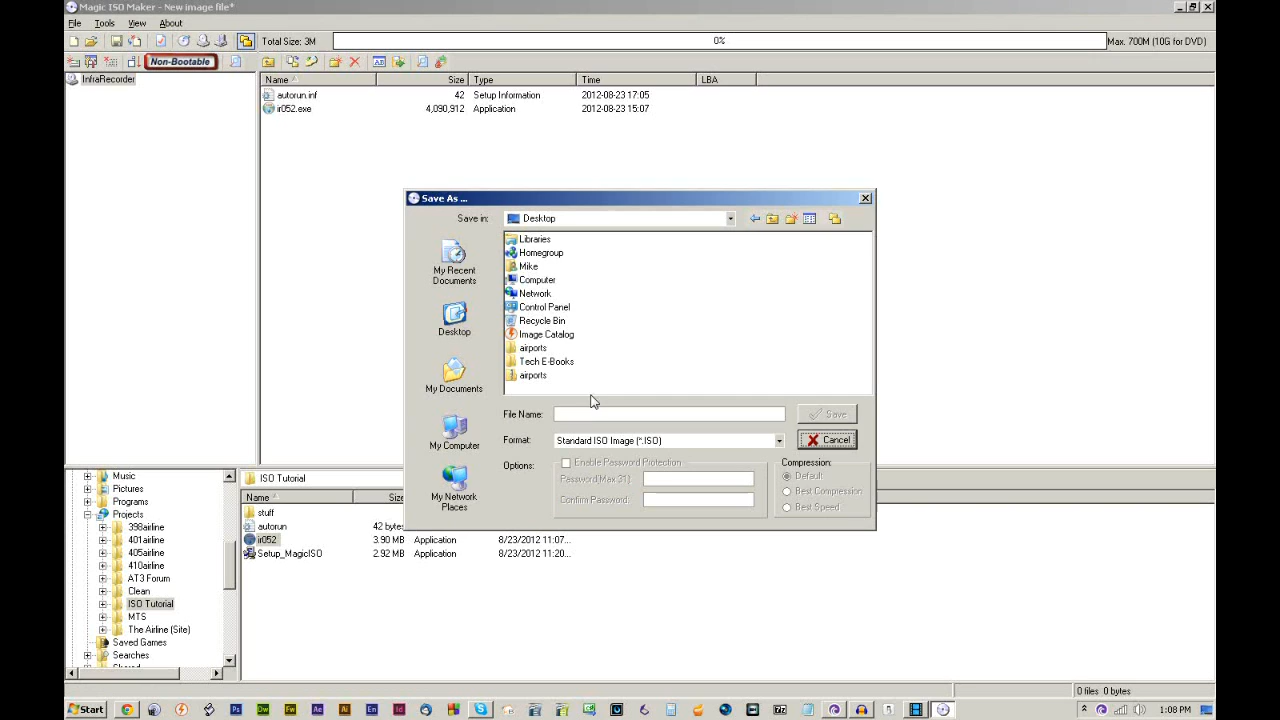 Magic ISO Maker - New image file*
File Tools View About
Total Size: 3M 0% Max. 700M (10G for DVD)
Non-Bootable
InfraRecorder
Name Size Type Time LBA
autorun.inf 42 Setup Information 2012-08-23 17:05
ir052.exe 4,090,912 Application 2012-08-23 15:07
Save As ...
Save in: Desktop
My Recent Documents
Desktop
My Documents
My Computer
My Network Places
Libraries
Homegroup
Mike
Computer
Network
Control Panel
Recycle Bin
Image Catalog
airports
Tech E-Books
airports
File Name: Save
Format: Standard ISO Image (*.ISO) Cancel
Options: Enable Password Protection
Password(Max 31):
Confirm Password:
Compression:
Default
Best Compression
Best Speed
Music
Pictures
Programs
Projects
398airline
401airline
405airline
410airline
AT3 Forum
Clean
ISO Tutorial
MTS
The Airline (Site)
Saved Games
Searches
ISO Tutorial
Name Size
stuff
autorun 42 bytes
ir052 3.90 MB Application 8/23/2012 11:07...
Setup_MagicISO 2.92 MB Application 8/23/2012 11:20...
0 files 0 bytes
Start 1:08 PM